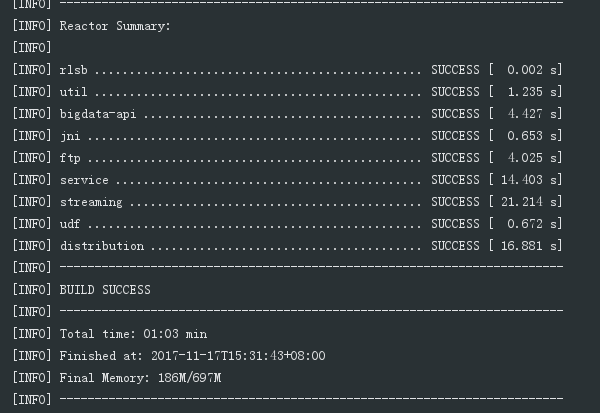 [INFO] ------------------------------------------------------------------------
[INFO] Reactor Summary:
[INFO]
[INFO] rlsb ............................................... SUCCESS [  0.002 s]
[INFO] util ............................................... SUCCESS [  1.235 s]
[INFO] bigdata-api ........................................ SUCCESS [  4.427 s]
[INFO] jni ................................................ SUCCESS [  0.653 s]
[INFO] ftp ................................................ SUCCESS [  4.025 s]
[INFO] service ............................................ SUCCESS [ 14.403 s]
[INFO] streaming .......................................... SUCCESS [ 21.214 s]
[INFO] udf ................................................ SUCCESS [  0.672 s]
[INFO] distribution ....................................... SUCCESS [ 16.881 s]
[INFO] ------------------------------------------------------------------------
[INFO] BUILD SUCCESS
[INFO] ------------------------------------------------------------------------
[INFO] Total time: 01:03 min
[INFO] Finished at: 2017-11-17T15:31:43+08:00
[INFO] Final Memory: 186M/697M
[INFO] ------------------------------------------------------------------------